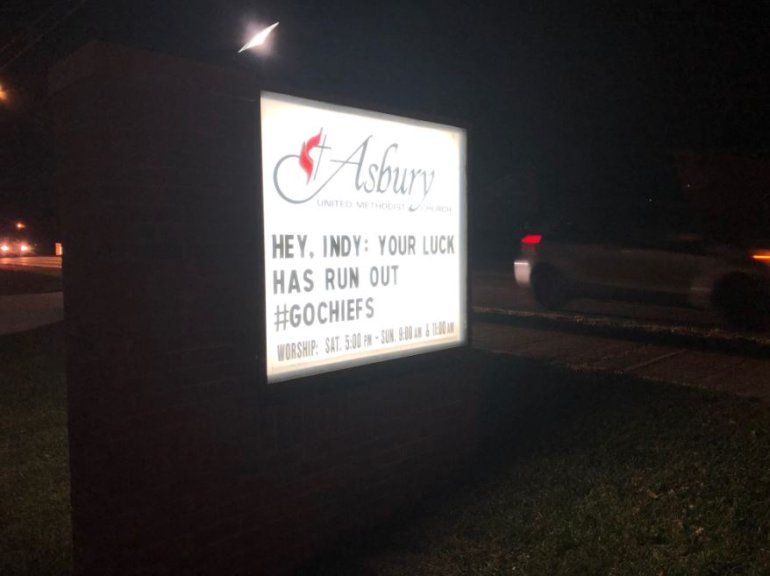 Asbury
UNITED METHODIST CHURCH
HEY, INDY: YOUR LUCK
HAS RUN OUT
#GOCHIEFS
WORSHIP: SAT. 5:00 PM - SUN. 9:00 AM & 11:00 AM